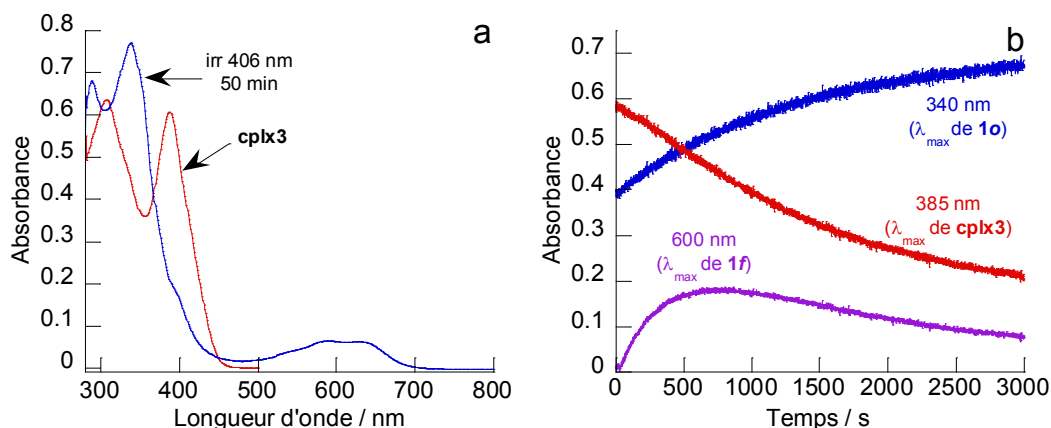 a
0.8
0.7
0.6
0.5
0.4
0.3
0.2
0.1
0
Absorbance
irr 406 nm
50 min
cplx3
300 400 500 600 700 800
Longueur d'onde / nm
b
0.7
0.6
0.5
0.4
0.3
0.2
0.1
0
Absorbance
340 nm
(λmax de 1o)
385 nm
(λmax de cplx3)
600 nm
(λmax de 1f)
0 500 1000 1500 2000 2500 3000
Temps / s